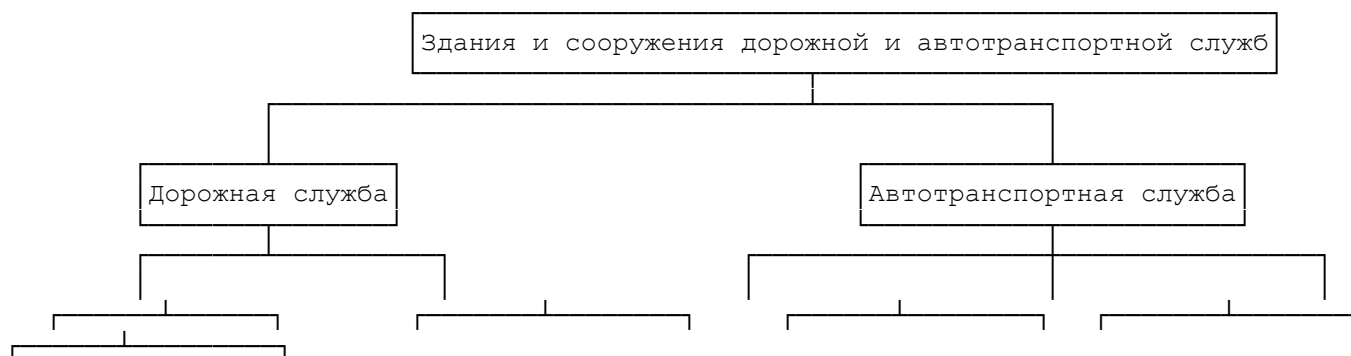 Здания и сооружения дорожной и автотранспортной служб
Дорожная служба
Автотранспортная служба